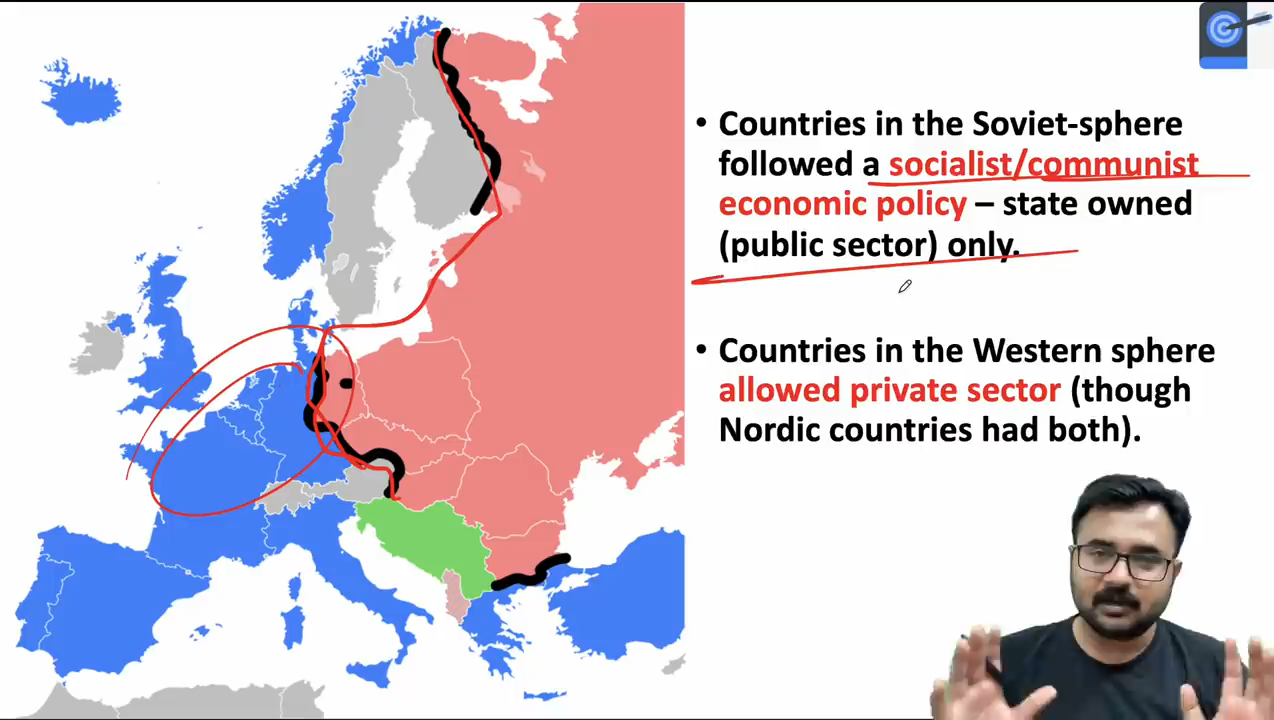 • Countries in the Soviet-sphere
followed a socialist/communist
economic policy – state owned
(public sector) only.
• Countries in the Western sphere
allowed private sector (though
Nordic countries had both).